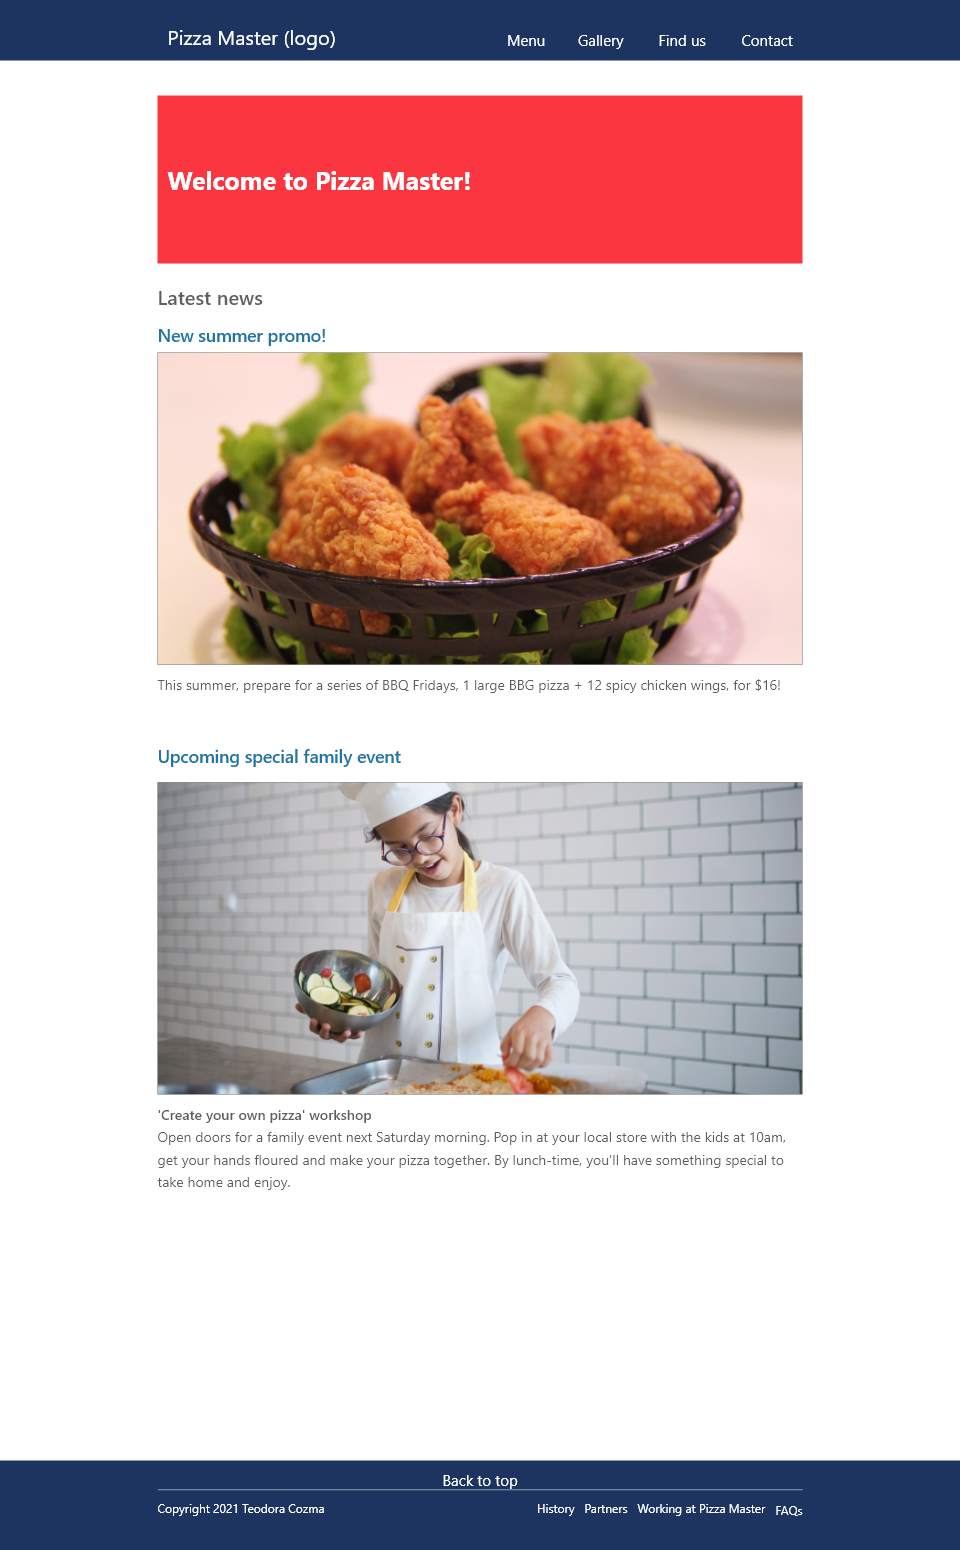 Pizza Master (logo)
Menu Gallery Find us Contact
Welcome to Pizza Master!
Latest news
New summer promo!
This summer, prepare for a series of BBQ Fridays, 1 large BBG pizza + 12 spicy chicken wings, for $16!
Upcoming special family event
'Create your own pizza' workshop
Open doors for a family event next Saturday morning. Pop in at your local store with the kids at 10am,
get your hands floured and make your pizza together. By lunch-time, you'll have something special to
take home and enjoy.
Back to top
Copyright 2021 Teodora Cozma
History Partners Working at Pizza Master FAQs